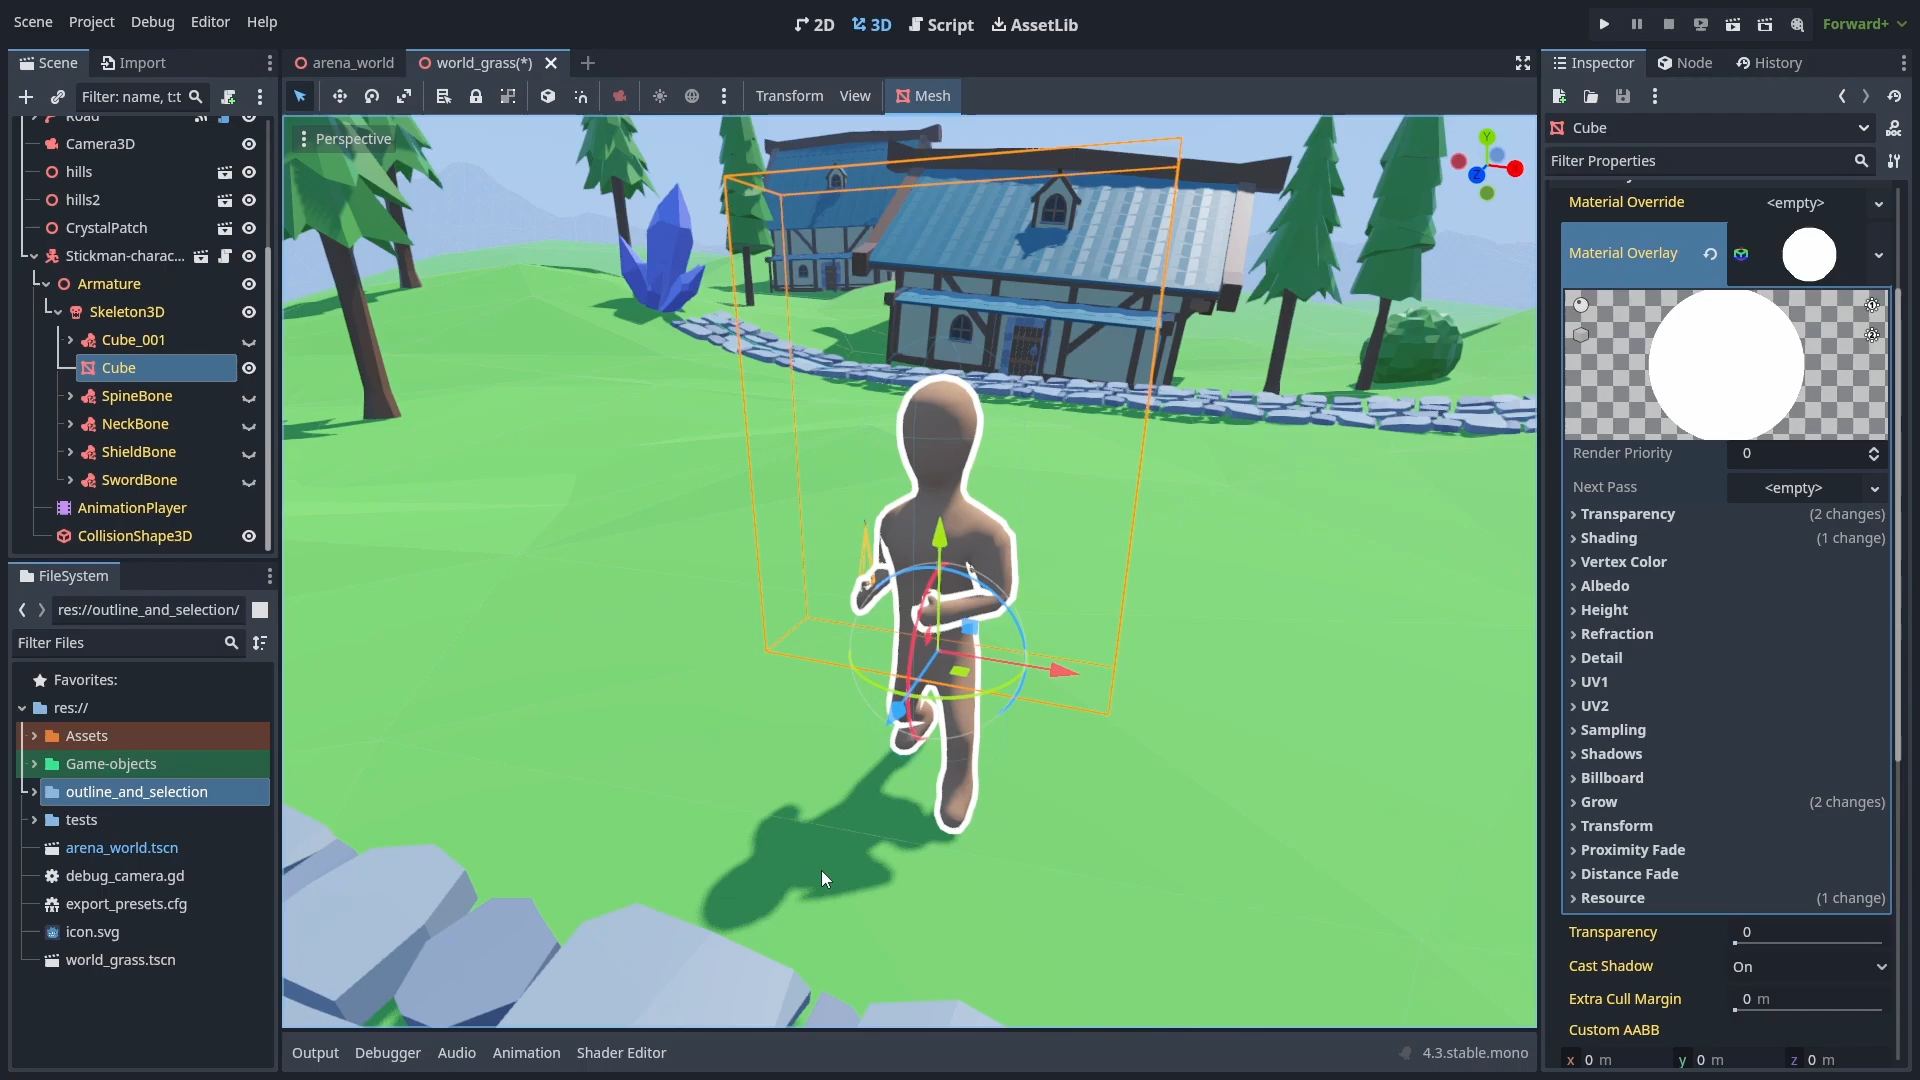 Scene Project Debug Editor Help
2D 3D Script AssetLib
Forward+
Scene Import
arena_world world_grass(*)
Inspector Node History
Filter: name, t:t
Transform View Mesh
Road
Camera3D
hills
hills2
CrystalPatch
Stickman-charac...
Armature
Skeleton3D
Cube_001
Cube
SpineBone
NeckBone
ShieldBone
SwordBone
AnimationPlayer
CollisionShape3D
FileSystem
res://outline_and_selection/
Filter Files
Favorites:
res://
Assets
Game-objects
outline_and_selection
tests
arena_world.tscn
debug_camera.gd
export_presets.cfg
icon.svg
world_grass.tscn
Perspective
Y
Z
Output Debugger Audio Animation Shader Editor
4.3.stable.mono
Cube
DOC
Filter Properties
Material Override <empty>
Material Overlay
Render Priority 0
Next Pass <empty>
Transparency (2 changes)
Shading (1 change)
Vertex Color
Albedo
Height
Refraction
Detail
UV1
UV2
Sampling
Shadows
Billboard
Grow (2 changes)
Transform
Proximity Fade
Distance Fade
Resource (1 change)
Transparency 0
Cast Shadow On
Extra Cull Margin 0 m
Custom AABB
x 0 m y 0 m z 0 m